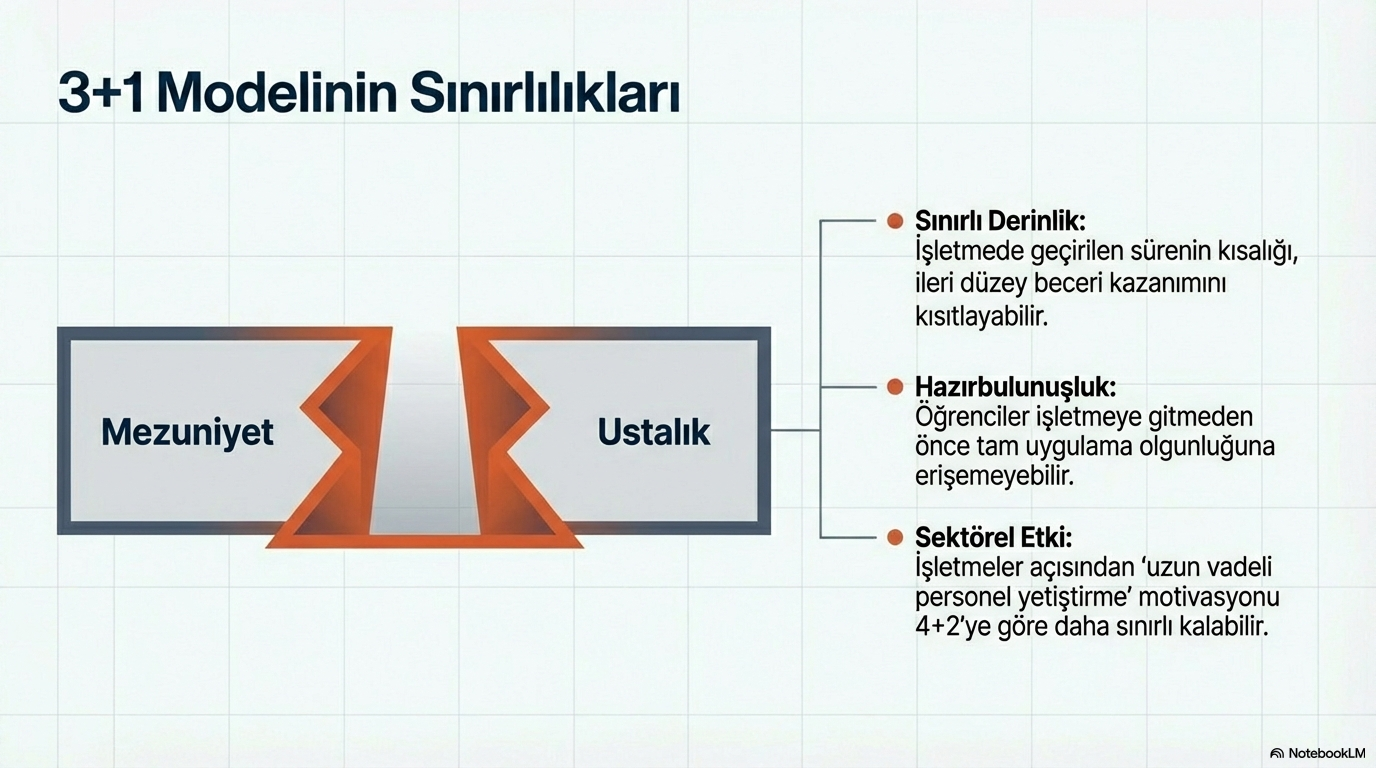 3+1 Modelinin Sınırlılıkları
Mezuniyet
Ustalık
Sınırlı Derinlik:
İşletmede geçirilen sürenin kısalığı,
ileri düzey beceri kazanımını
kısıtlayabilir.
Hazırbulunuşluk:
Öğrenciler işletmeye gitmeden
önce tam uygulama olgunluğuna
erişemeyebilir.
Sektörel Etki:
İşletmeler açısından ‘uzun vadeli
personel yetiştirme’ motivasyonu
4+2’ye göre daha sınırlı kalabilir.
NotebookLM